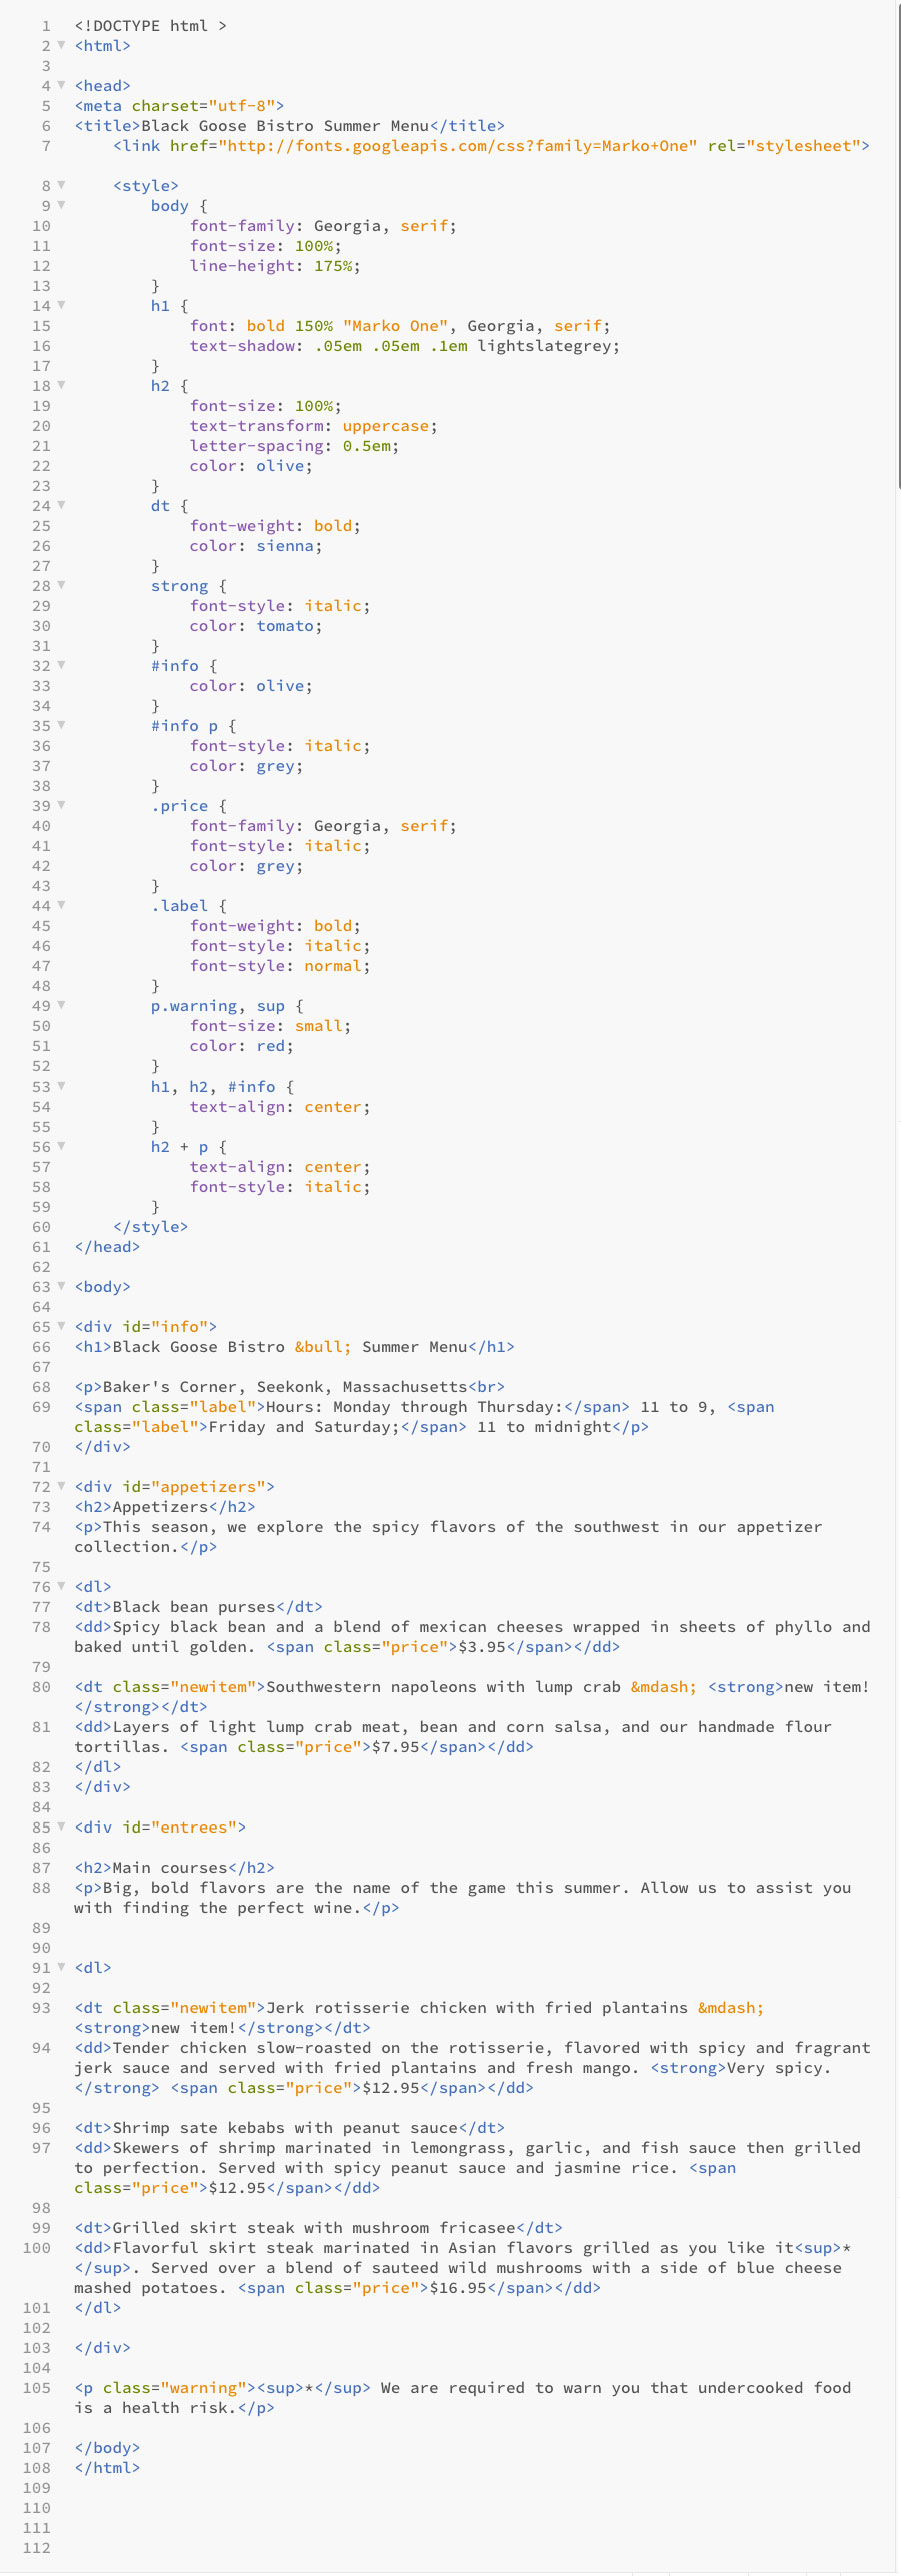 1 <!DOCTYPE html >
2 <html>
3
4 <head>
5 <meta charset="utf-8">
6 <title>Black Goose Bistro Summer Menu</title>
7     <link href="http://fonts.googleapis.com/css?family=Marko+One" rel="stylesheet">
8     <style>
9         body {
10             font-family: Georgia, serif;
11             font-size: 100%;
12             line-height: 175%;
13         }
14         h1 {
15             font: bold 150% "Marko One", Georgia, serif;
16             text-shadow: .05em .05em .1em lightslategrey;
17         }
18         h2 {
19             font-size: 100%;
20             text-transform: uppercase;
21             letter-spacing: 0.5em;
22             color: olive;
23         }
24         dt {
25             font-weight: bold;
26             color: sienna;
27         }
28         strong {
29             font-style: italic;
30             color: tomato;
31         }
32         #info {
33             color: olive;
34         }
35         #info p {
36             font-style: italic;
37             color: grey;
38         }
39         .price {
40             font-family: Georgia, serif;
41             font-style: italic;
42             color: grey;
43         }
44         .label {
45             font-weight: bold;
46             font-style: italic;
47             font-style: normal;
48         }
49         p.warning, sup {
50             font-size: small;
51             color: red;
52         }
53         h1, h2, #info {
54             text-align: center;
55         }
56         h2 + p {
57             text-align: center;
58             font-style: italic;
59         }
60     </style>
61 </head>
62
63 <body>
64
65 <div id="info">
66 <h1>Black Goose Bistro &bull; Summer Menu</h1>
67
68 <p>Baker's Corner, Seekonk, Massachusetts<br>
69 <span class="label">Hours: Monday through Thursday:</span> 11 to 9, <span
class="label">Friday and Saturday;</span> 11 to midnight</p>
70 </div>
71
72 <div id="appetizers">
73 <h2>Appetizers</h2>
74 <p>This season, we explore the spicy flavors of the southwest in our appetizer
collection.</p>
75
76 <dl>
77 <dt>Black bean purses</dt>
78 <dd>Spicy black bean and a blend of mexican cheeses wrapped in sheets of phyllo and
baked until golden. <span class="price">$3.95</span></dd>
79
80 <dt class="newitem">Southwestern napoleons with lump crab &mdash; <strong>new item!
</strong></dt>
81 <dd>Layers of light lump crab meat, bean and corn salsa, and our handmade flour
tortillas. <span class="price">$7.95</span></dd>
82 </dl>
83 </div>
84
85 <div id="entrees">
86
87 <h2>Main courses</h2>
88 <p>Big, bold flavors are the name of the game this summer. Allow us to assist you
with finding the perfect wine.</p>
89
90
91 <dl>
92
93 <dt class="newitem">Jerk rotisserie chicken with fried plantains &mdash;
<strong>new item!</strong></dt>
94 <dd>Tender chicken slow-roasted on the rotisserie, flavored with spicy and fragrant
jerk sauce and served with fried plantains and fresh mango. <strong>Very spicy.
</strong> <span class="price">$12.95</span></dd>
95
96 <dt>Shrimp sate kebabs with peanut sauce</dt>
97 <dd>Skewers of shrimp marinated in lemongrass, garlic, and fish sauce then grilled
to perfection. Served with spicy peanut sauce and jasmine rice. <span
class="price">$12.95</span></dd>
98
99 <dt>Grilled skirt steak with mushroom fricasee</dt>
100 <dd>Flavorful skirt steak marinated in Asian flavors grilled as you like it<sup>*
</sup>. Served over a blend of sauteed wild mushrooms with a side of blue cheese
mashed potatoes. <span class="price">$16.95</span></dd>
101 </dl>
102
103 </div>
104
105 <p class="warning"><sup>*</sup> We are required to warn you that undercooked food
is a health risk.</p>
106
107 </body>
108 </html>
109
110
111
112